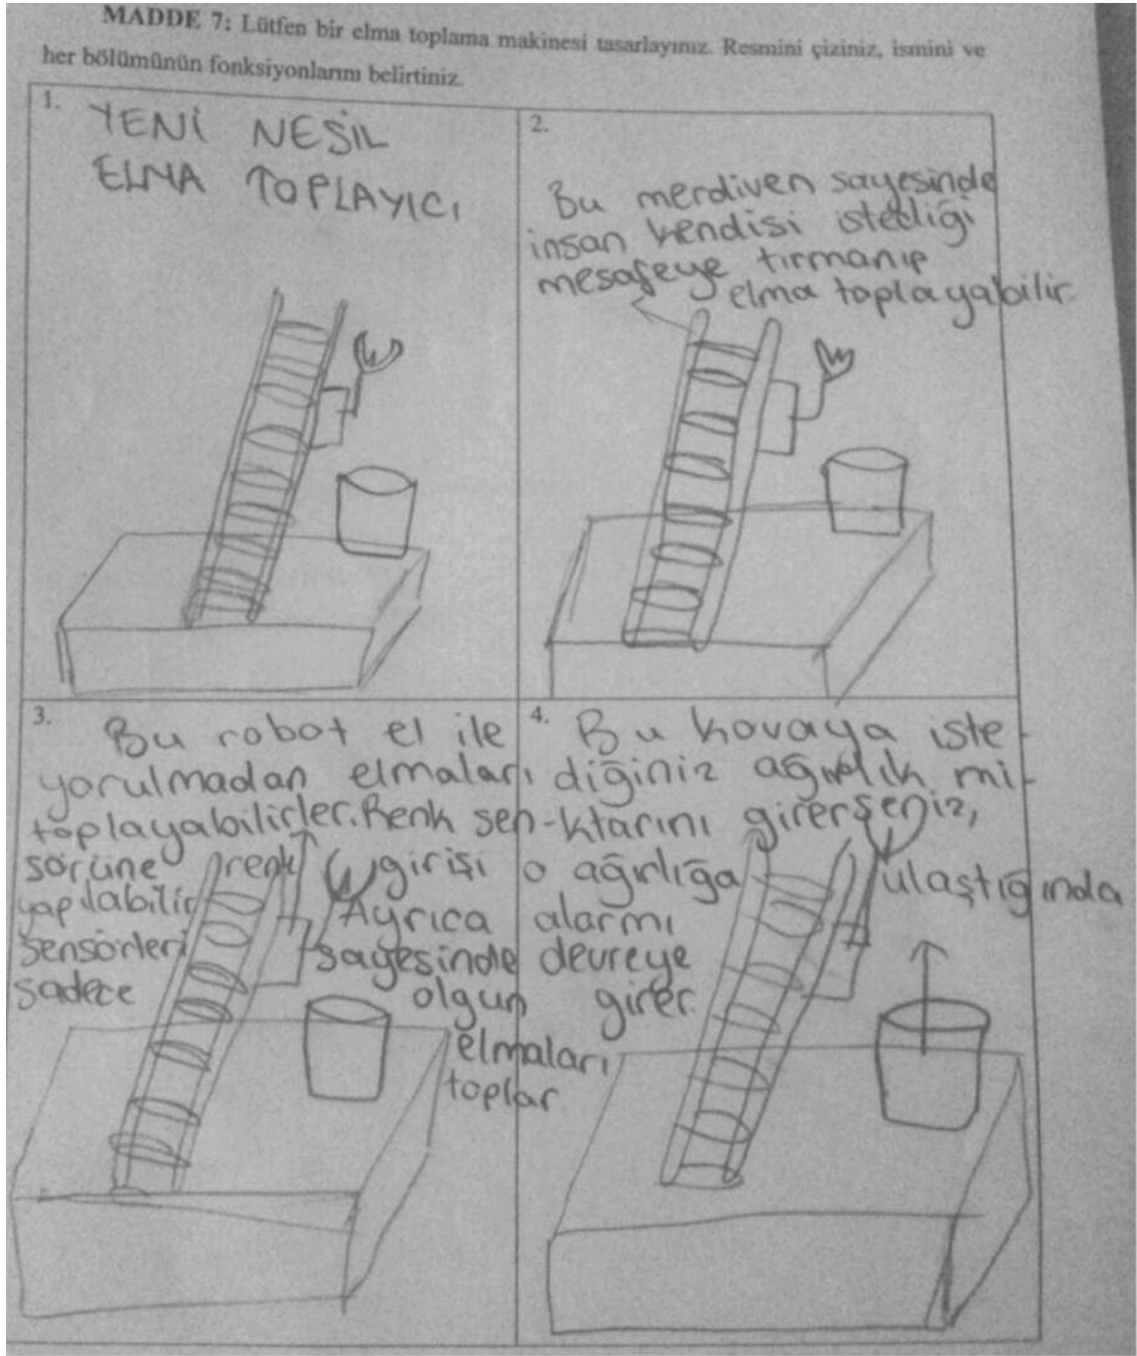 MADDE 7: Lütfen bir elma toplama makinesi tasarlayınız. Resmini çiziniz, ismini ve
her bölümünün fonksiyonlarını belirtiniz.
1.
YENİ NESİL
ELMA TOPLAYICI
2.
Bu merdiven sayesinde
insan kendisi istediği
mesafeye tırmanıp
elma toplayabilir.
3.
Bu robot el ile
yorulmadan elmaları
toplayabilirler. Renk sen-
sörüne renk girişi
yapılabilir Ayrıca
sensörleri sayesinde
sadece olgun
elmaları
toplar
4.
Bu kovaya iste-
diğiniz ağırlık mi-
ktarını girerseniz,
o ağırlığa ulaştığında
alarmı
devreye
girer.